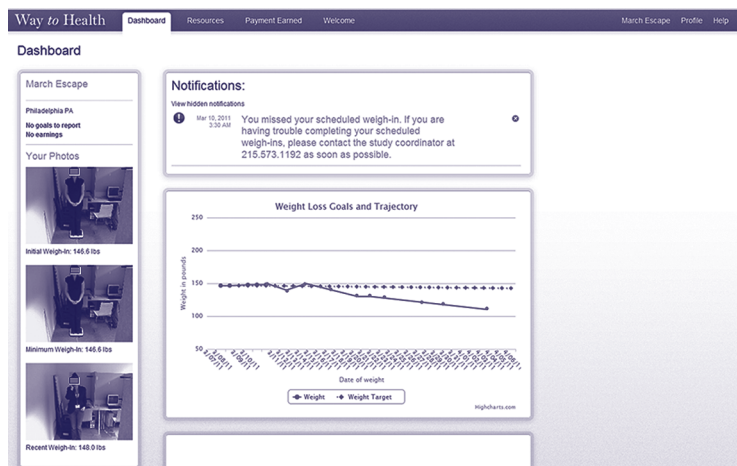 Way to Health
Dashboard
Resources
Payment Earned
Welcome
March Escape
Profile
Help
Dashboard
March Escape
Philadelphia PA
No goals to report
No earnings
Your Photos
Initial Weigh-In: 146.6 lbs
Minimum Weigh-In: 146.6 lbs
Recent Weigh-In: 148.0 lbs
Notifications:
View hidden notifications
Mar 10, 2011
3:30 AM
You missed your scheduled weigh-in. If you are
having trouble completing your scheduled
weigh-ins, please contact the study coordinator at
215.573.1192 as soon as possible.
Weight Loss Goals and Trajectory
Weight in pounds
250
200
150
100
50
Date of weight
Weight
Weight Target
Highcharts.com